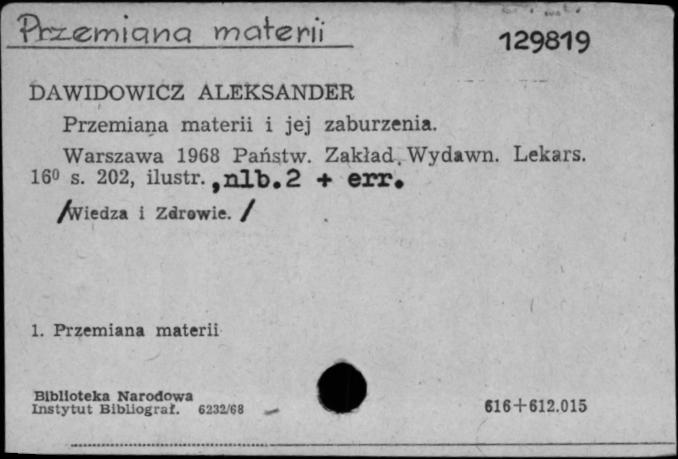 Przemiana materii
129819
DAWIDOWICZ ALEKSANDER
Przemiana materii i jej zaburzenia.
Warszawa 1968 Państw. Zakład. Wydawn. Lekars.
16⁰ s. 202, ilustr. , nlb. 2 + err.
/Wiedza i Zdrowie. /
1. Przemiana materii
Biblioteka Narodowa
Instytut Bibliograf. 6232/68
616+612.015